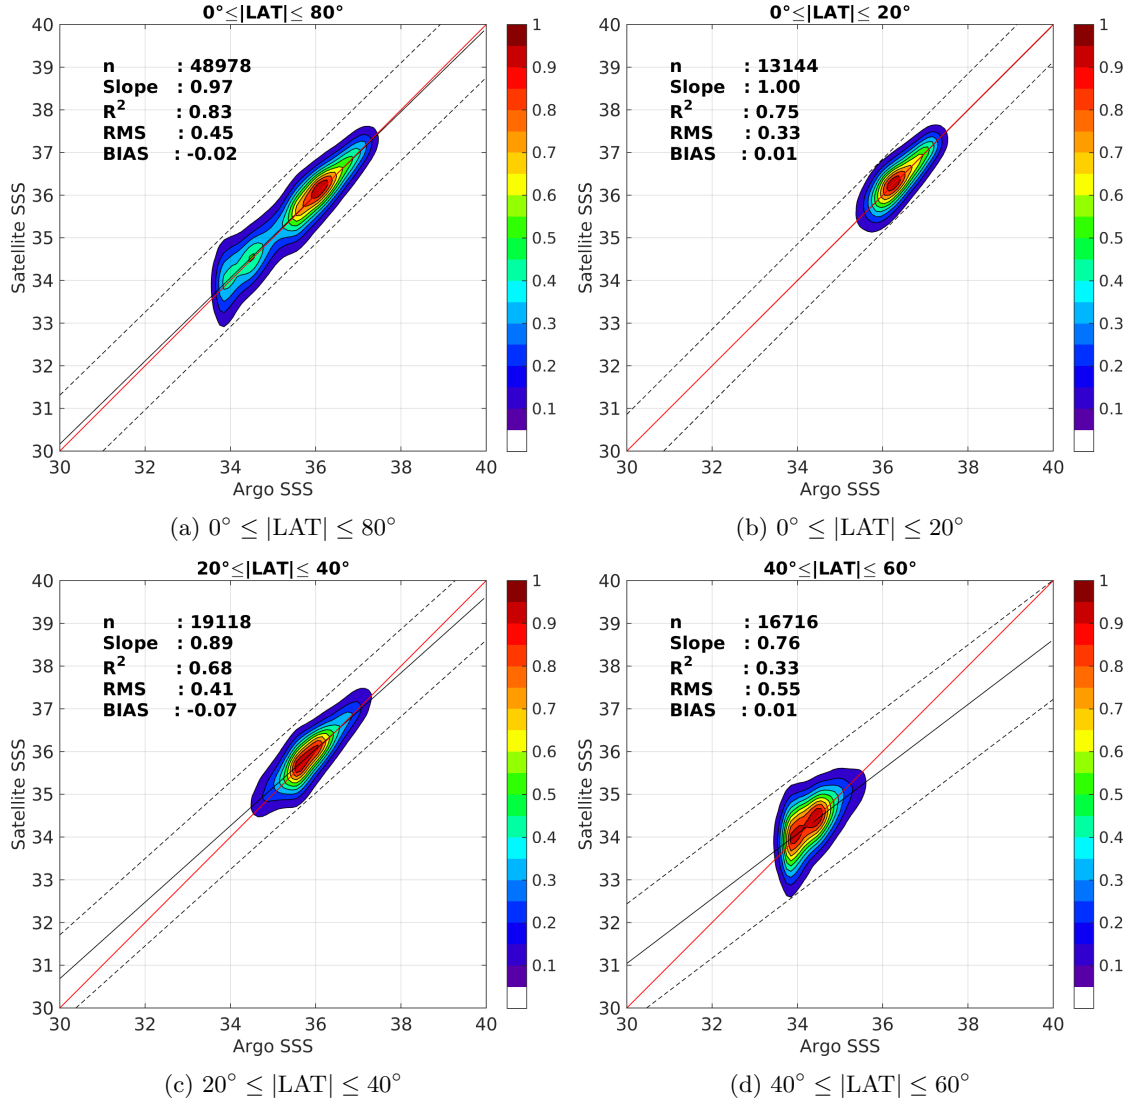 0°≤|LAT|≤ 80°
n : 48978
Slope : 0.97
R² : 0.83
RMS : 0.45
BIAS : -0.02
40
39
38
37
36
35
34
33
32
31
30
30 32 34 36 38 40
Satellite SSS
Argo SSS
1
0.9
0.8
0.7
0.6
0.5
0.4
0.3
0.2
0.1
(a) 0° ≤ |LAT| ≤ 80°
0°≤|LAT|≤ 20°
n : 13144
Slope : 1.00
R² : 0.75
RMS : 0.33
BIAS : 0.01
40
39
38
37
36
35
34
33
32
31
30
30 32 34 36 38 40
Satellite SSS
Argo SSS
1
0.9
0.8
0.7
0.6
0.5
0.4
0.3
0.2
0.1
(b) 0° ≤ |LAT| ≤ 20°
20°≤|LAT|≤ 40°
n : 19118
Slope : 0.89
R² : 0.68
RMS : 0.41
BIAS : -0.07
40
39
38
37
36
35
34
33
32
31
30
30 32 34 36 38 40
Satellite SSS
Argo SSS
1
0.9
0.8
0.7
0.6
0.5
0.4
0.3
0.2
0.1
(c) 20° ≤ |LAT| ≤ 40°
40°≤|LAT|≤ 60°
n : 16716
Slope : 0.76
R² : 0.33
RMS : 0.55
BIAS : 0.01
40
39
38
37
36
35
34
33
32
31
30
30 32 34 36 38 40
Satellite SSS
Argo SSS
1
0.9
0.8
0.7
0.6
0.5
0.4
0.3
0.2
0.1
(d) 40° ≤ |LAT| ≤ 60°